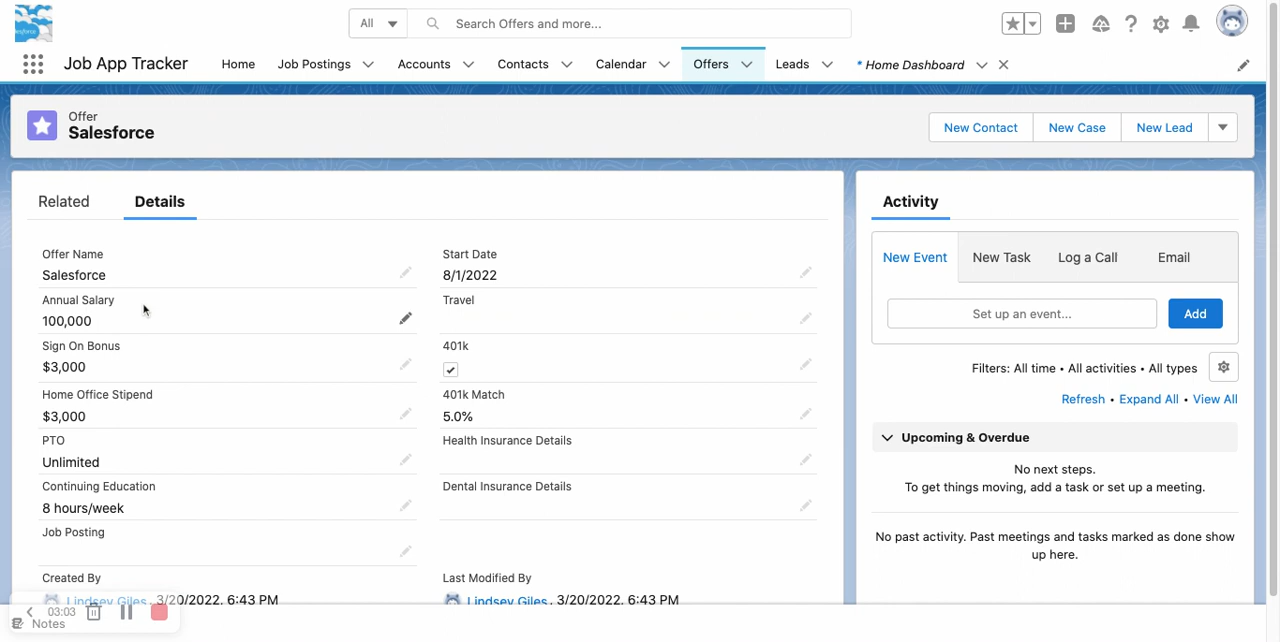 All
Search Offers and more...
Job App Tracker
Home
Job Postings
Accounts
Contacts
Calendar
Offers
Leads
* Home Dashboard
Offer
Salesforce
New Contact
New Case
New Lead
Related
Details
Offer Name
Salesforce
Start Date
8/1/2022
Annual Salary
100,000
Travel
Sign On Bonus
$3,000
401k
Home Office Stipend
$3,000
401k Match
5.0%
PTO
Unlimited
Health Insurance Details
Continuing Education
8 hours/week
Dental Insurance Details
Job Posting
Created By
Lindsey Giles, 3/20/2022, 6:43 PM
Last Modified By
Lindsey Giles, 3/20/2022, 6:43 PM
Activity
New Event
New Task
Log a Call
Email
Set up an event...
Add
Filters: All time • All activities • All types
Refresh • Expand All • View All
Upcoming & Overdue
No next steps.
To get things moving, add a task or set up a meeting.
No past activity. Past meetings and tasks marked as done show
up here.
03:03
Notes